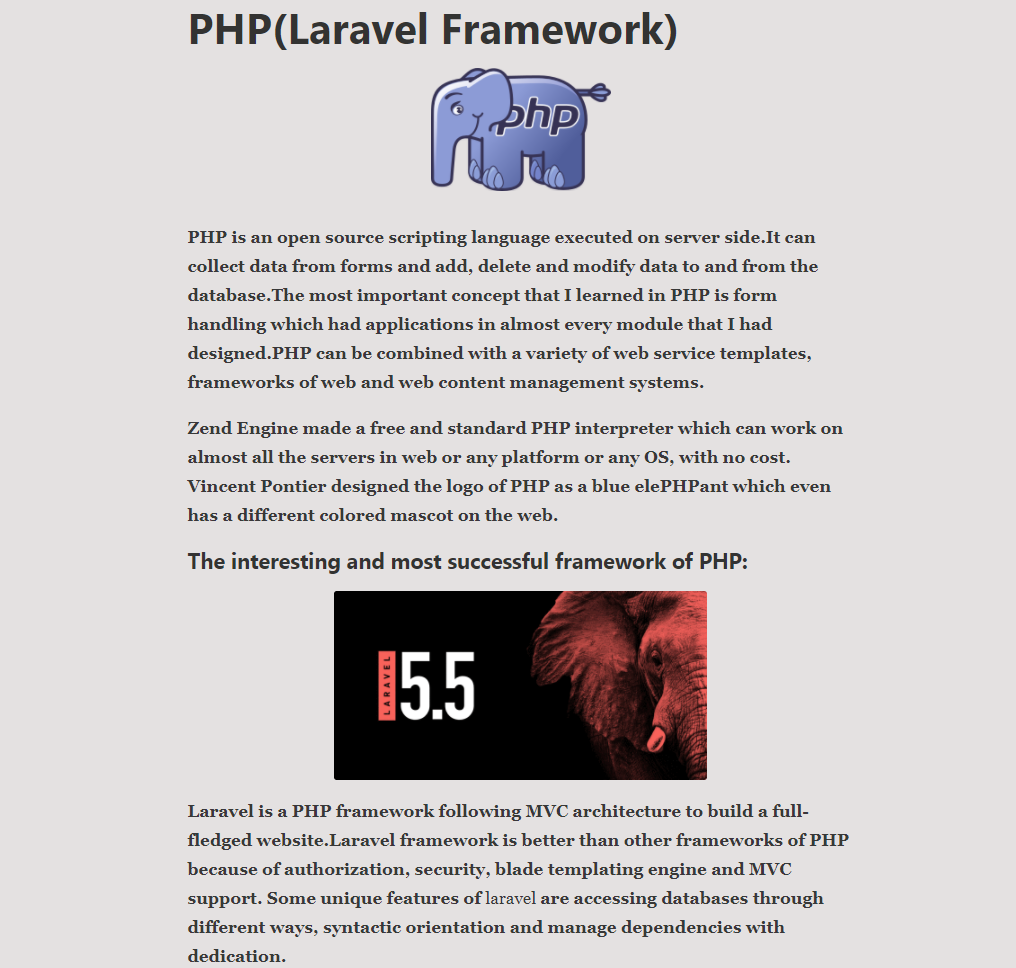 PHP(Laravel Framework)
php
PHP is an open source scripting language executed on server side.It can
collect data from forms and add, delete and modify data to and from the
database.The most important concept that I learned in PHP is form
handling which had applications in almost every module that I had
designed.PHP can be combined with a variety of web service templates,
frameworks of web and web content management systems.
Zend Engine made a free and standard PHP interpreter which can work on
almost all the servers in web or any platform or any OS, with no cost.
Vincent Pontier designed the logo of PHP as a blue elePHPant which even
has a different colored mascot on the web.
The interesting and most successful framework of PHP:
LARAVEL
5.5
Laravel is a PHP framework following MVC architecture to build a full-
fledged website.Laravel framework is better than other frameworks of PHP
because of authorization, security, blade templating engine and MVC
support. Some unique features of laravel are accessing databases through
different ways, syntactic orientation and manage dependencies with
dedication.